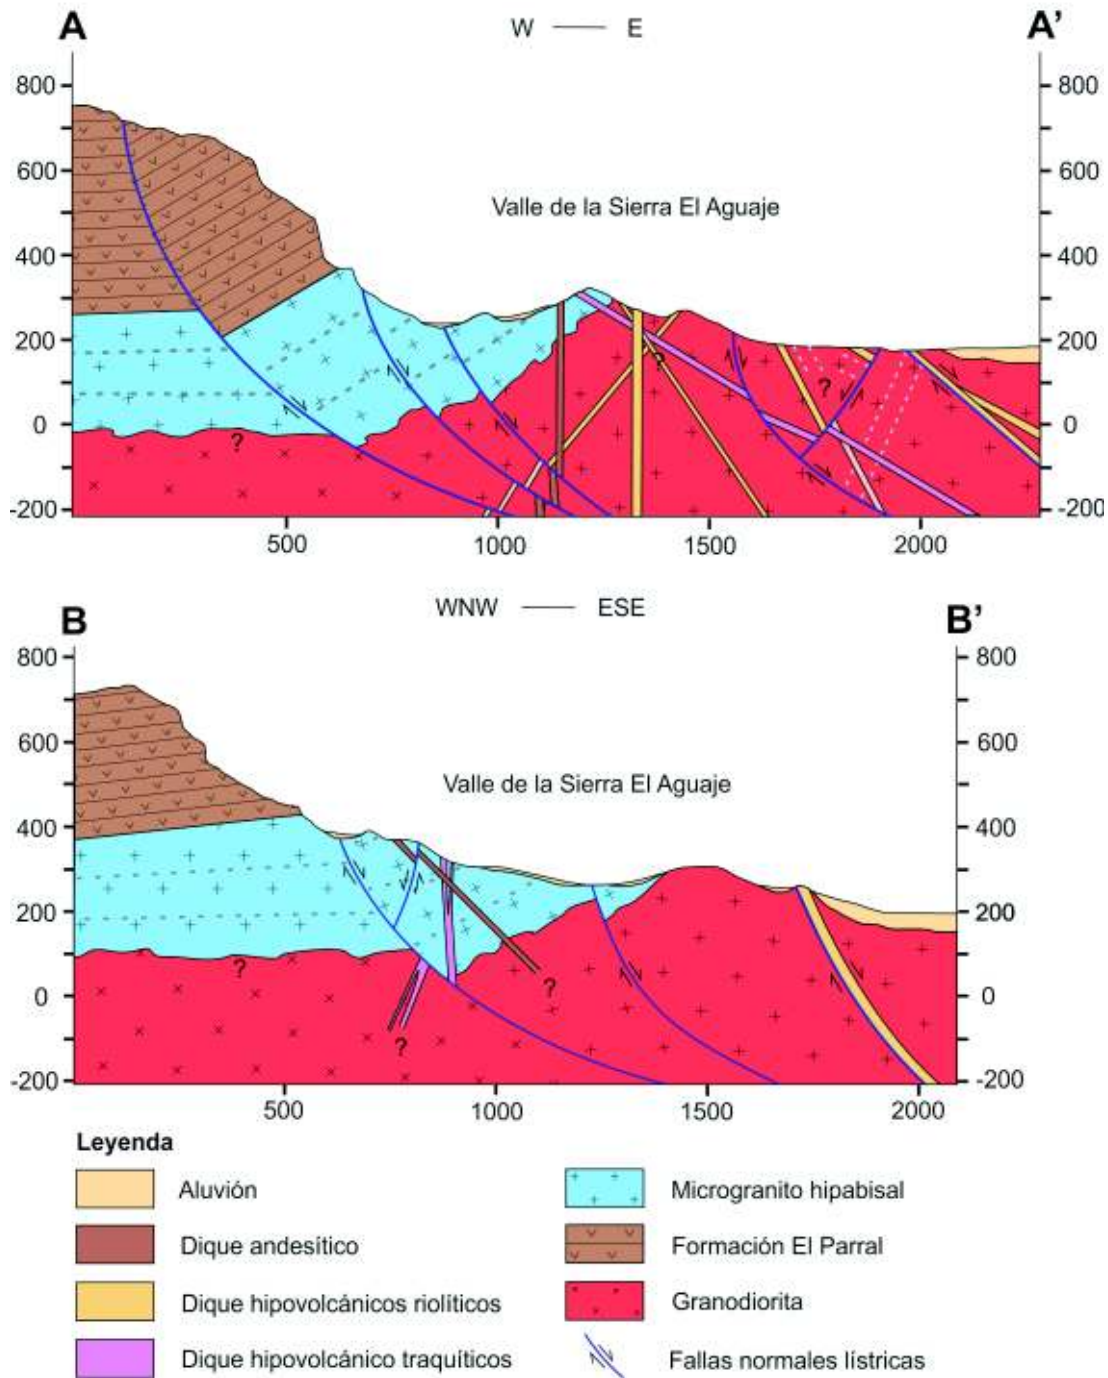 A W E A'
800 800
600 600
Valle de la Sierra El Aguaje
400 400
200 200
? ?
?
0 0
-200 -200
500 1000 1500 2000
WNW ESE
B B'
800 800
600 600
Valle de la Sierra El Aguaje
400 400
200 200
?
0 ? 0
?
-200 -200
500 1000 1500 2000
Leyenda
Aluvión Microgranito hipabisal
Dique andesítico Formación El Parral
Dique hipovolcánicos riolíticos Granodiorita
Dique hipovolcánico traquíticos Fallas normales lístricas